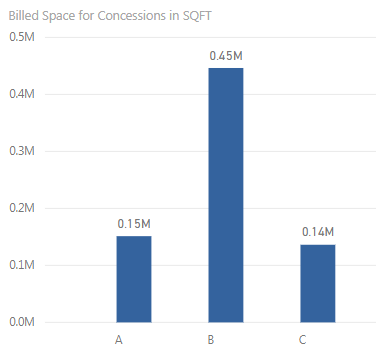 Billed Space for Concessions in SQFT
0.5M
0.45M
0.4M
0.3M
0.2M
0.15M
0.14M
0.1M
0.0M
A B C